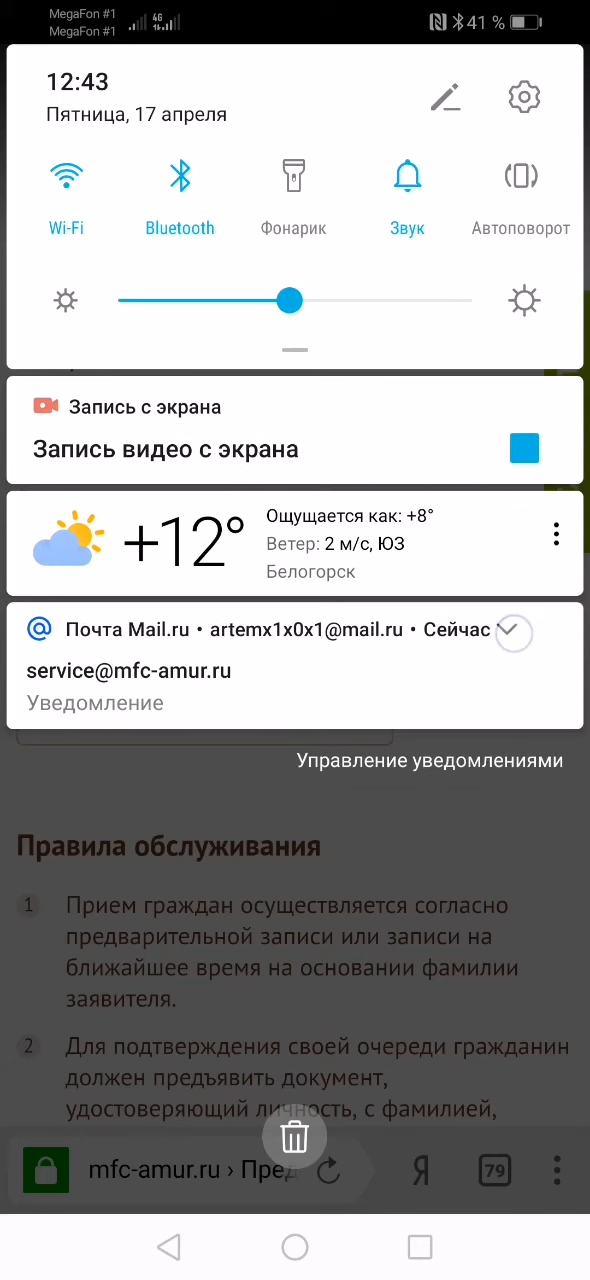 MegaFon #1
MegaFon #1
4G
41 %
12:43
Пятница, 17 апреля
Wi-Fi
Bluetooth
Фонарик
Звук
Автоповорот
Запись с экрана
Запись видео с экрана
+12°
Ощущается как: +8°
Ветер: 2 м/с, ЮЗ
Белогорск
Почта Mail.ru • artemx1x0x1@mail.ru • Сейчас
service@mfc-amur.ru
Уведомление
Управление уведомлениями
Правила обслуживания
1 Прием граждан осуществляется согласно
предварительной записи или записи на
ближайшее время на основании фамилии
заявителя.
2 Для подтверждения своей очереди гражданин
должен предъявить документ,
удостоверяющий личность, с фамилией,
mfc-amur.ru › Пред
Я
79